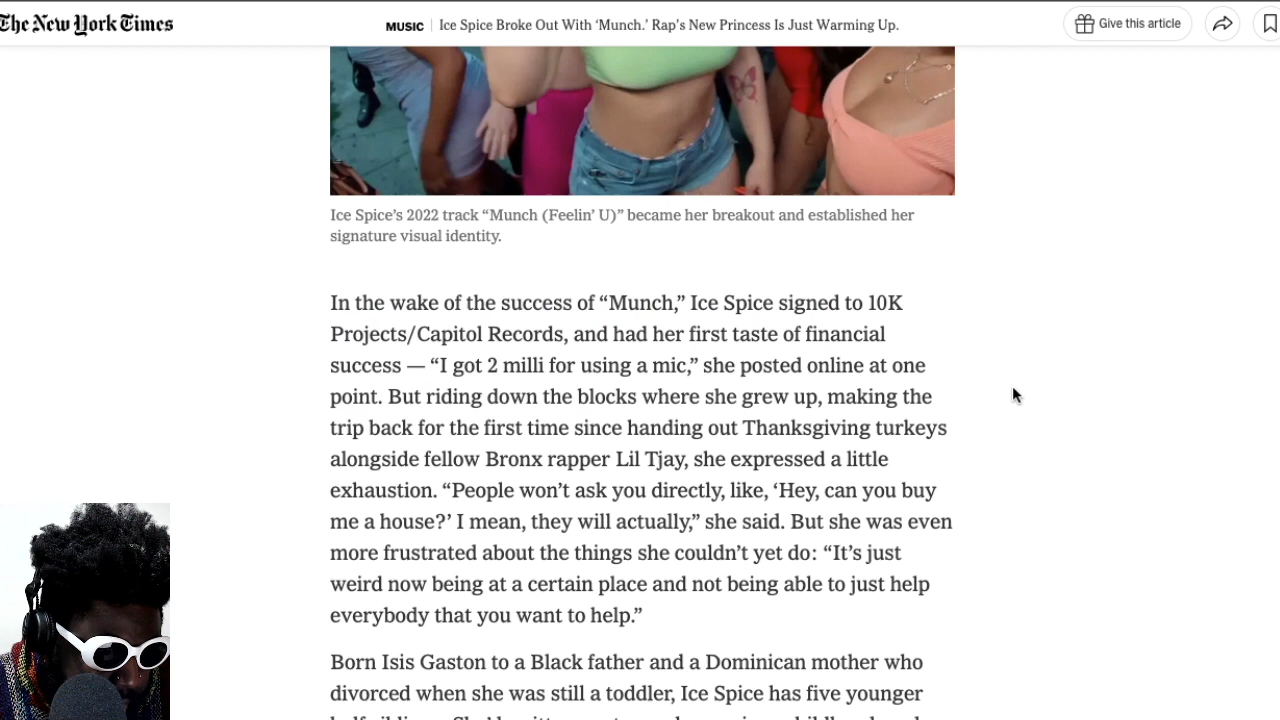 The New York Times
MUSIC | Ice Spice Broke Out With ‘Munch.’ Rap’s New Princess Is Just Warming Up.
Give this article
Ice Spice’s 2022 track “Munch (Feelin’ U)” became her breakout and established her
signature visual identity.
In the wake of the success of “Munch,” Ice Spice signed to 10K
Projects/Capitol Records, and had her first taste of financial
success — “I got 2 milli for using a mic,” she posted online at one
point. But riding down the blocks where she grew up, making the
trip back for the first time since handing out Thanksgiving turkeys
alongside fellow Bronx rapper Lil Tjay, she expressed a little
exhaustion. “People won’t ask you directly, like, ‘Hey, can you buy
me a house?’ I mean, they will actually,” she said. But she was even
more frustrated about the things she couldn’t yet do: “It’s just
weird now being at a certain place and not being able to just help
everybody that you want to help.”
Born Isis Gaston to a Black father and a Dominican mother who
divorced when she was still a toddler, Ice Spice has five younger